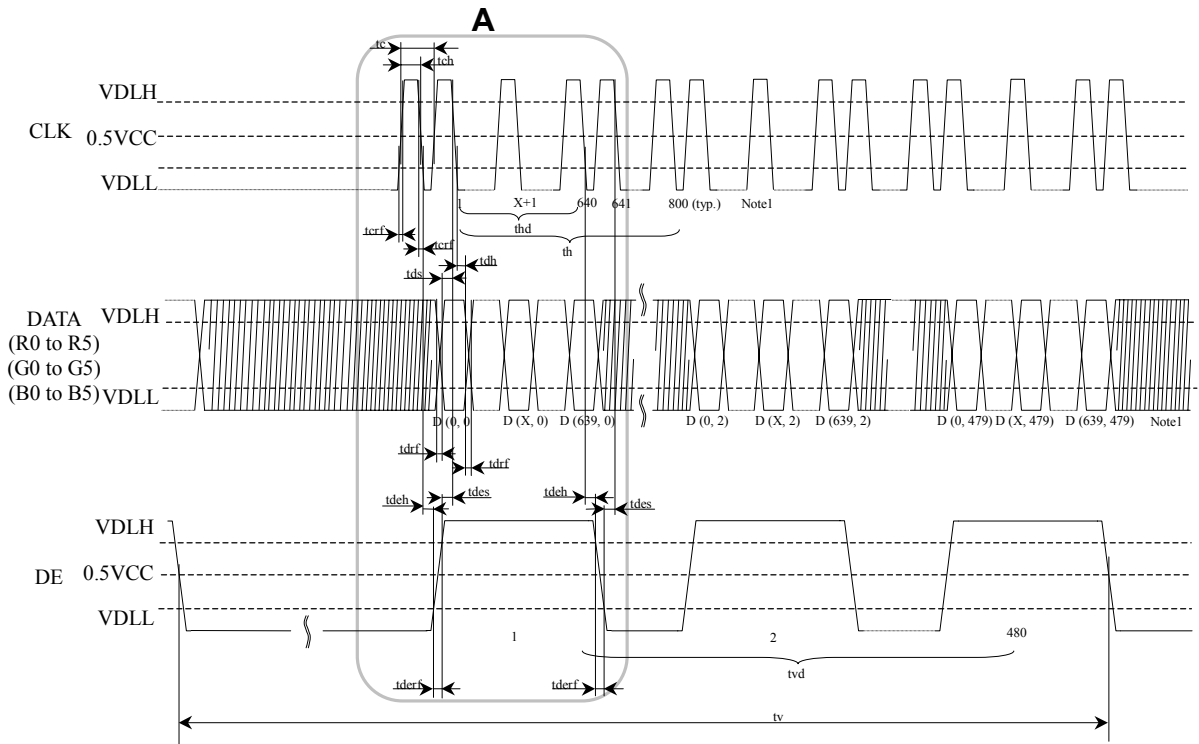 A
tc
tch
VDLH
CLK 0.5VCC
VDLL
1 X+1 640 641 800 (typ.) Note1
thd
th
tcrf
tcrf
tdh
tds
DATA
(R0 to R5)
(G0 to G5)
(B0 to B5)
VDLH
VDLL
D (0, 0 D (X, 0) D (639, 0) D (0, 2) D (X, 2) D (639, 2) D (0, 479) D (X, 479) D (639, 479) Note1
tdrf
tdrf
tdeh tdes tdeh tdes
VDLH
DE 0.5VCC
VDLL
1 2 480
tvd
tderf tderf
tv